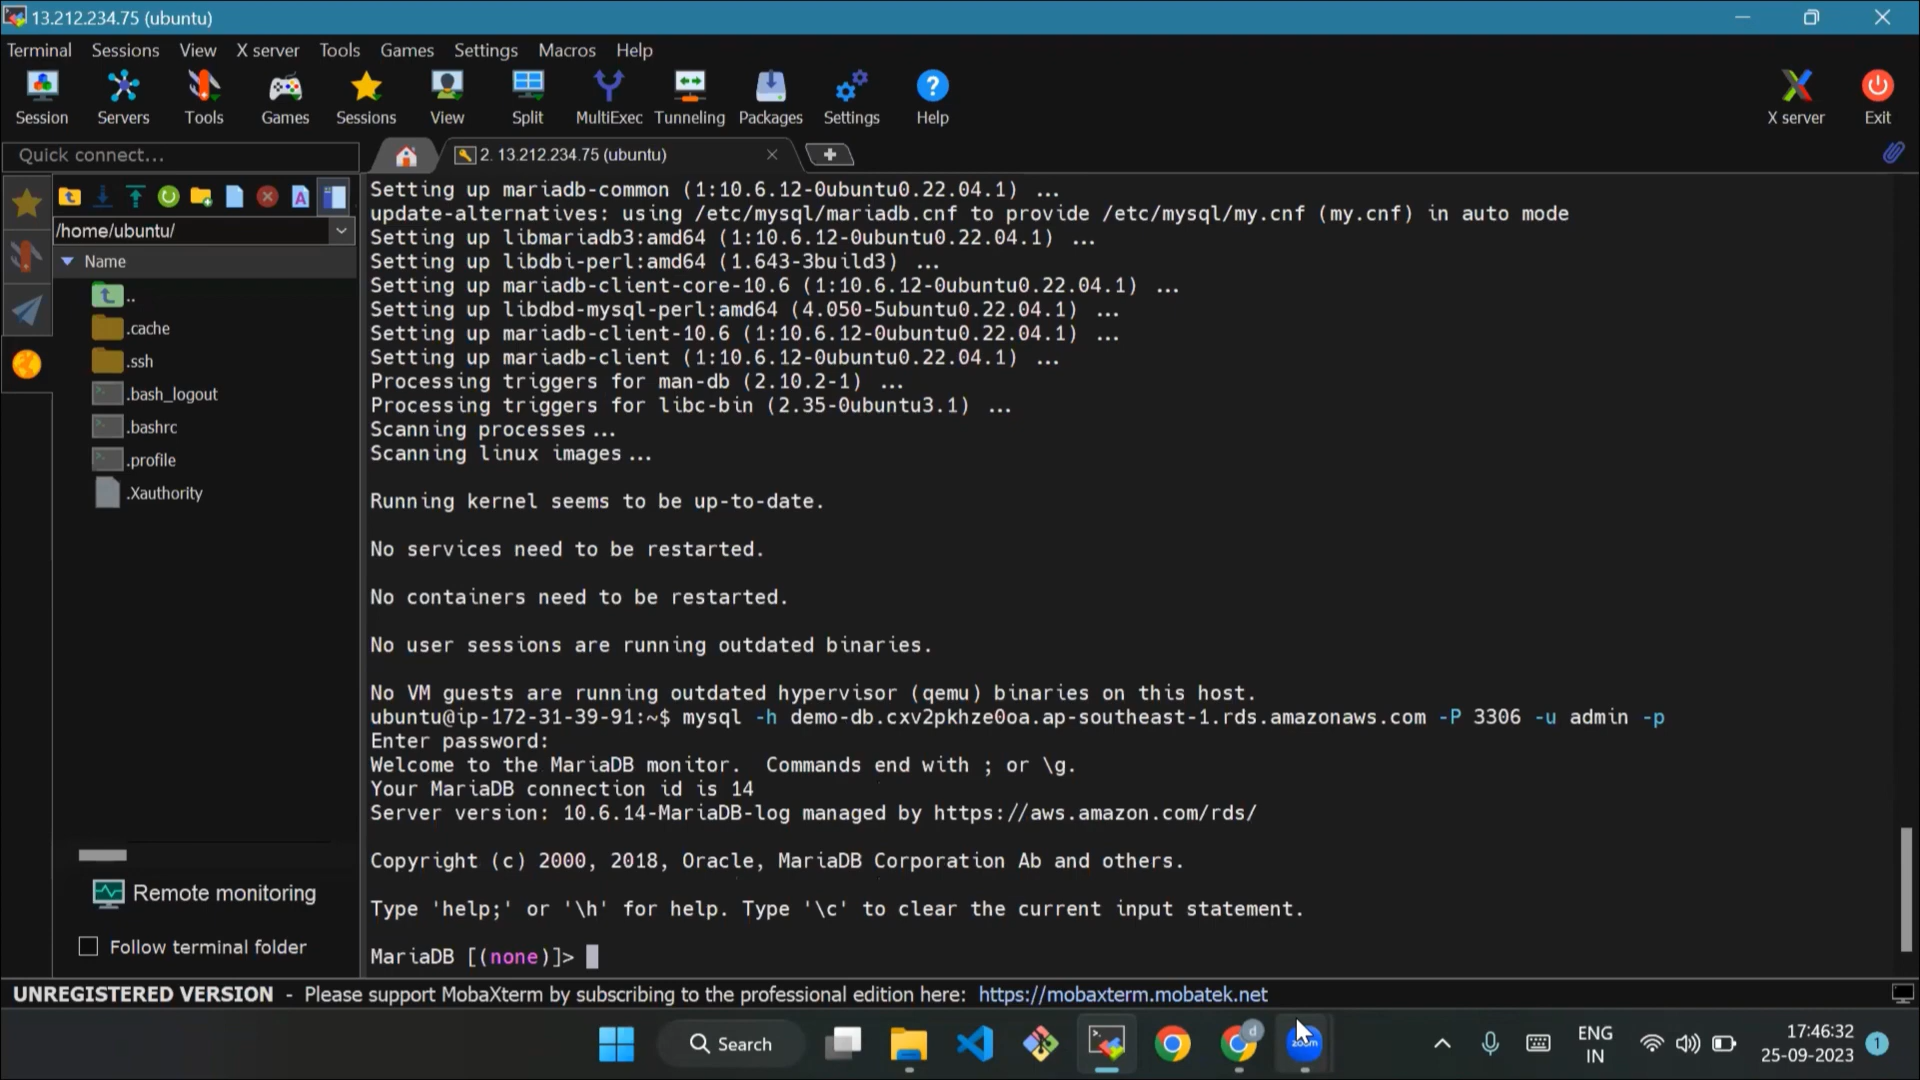 13.212.234.75 (ubuntu)
Terminal Sessions View X server Tools Games Settings Macros Help
Session Servers Tools Games Sessions View Split MultiExec Tunneling Packages Settings Help X server Exit
Quick connect...
2. 13.212.234.75 (ubuntu)
/home/ubuntu/
Name
..
.cache
.ssh
.bash_logout
.bashrc
.profile
.Xauthority
Remote monitoring
Follow terminal folder
Setting up mariadb-common (1:10.6.12-0ubuntu0.22.04.1) ...
update-alternatives: using /etc/mysql/mariadb.cnf to provide /etc/mysql/my.cnf (my.cnf) in auto mode
Setting up libmariadb3:amd64 (1:10.6.12-0ubuntu0.22.04.1) ...
Setting up libdbi-perl:amd64 (1.643-3build3) ...
Setting up mariadb-client-core-10.6 (1:10.6.12-0ubuntu0.22.04.1) ...
Setting up libdbd-mysql-perl:amd64 (4.050-5ubuntu0.22.04.1) ...
Setting up mariadb-client-10.6 (1:10.6.12-0ubuntu0.22.04.1) ...
Setting up mariadb-client (1:10.6.12-0ubuntu0.22.04.1) ...
Processing triggers for man-db (2.10.2-1) ...
Processing triggers for libc-bin (2.35-0ubuntu3.1) ...
Scanning processes...
Scanning linux images...
Running kernel seems to be up-to-date.
No services need to be restarted.
No containers need to be restarted.
No user sessions are running outdated binaries.
No VM guests are running outdated hypervisor (qemu) binaries on this host.
ubuntu@ip-172-31-39-91:~$ mysql -h demo-db.cxv2pkhze0oa.ap-southeast-1.rds.amazonaws.com -P 3306 -u admin -p
Enter password:
Welcome to the MariaDB monitor.  Commands end with ; or \g.
Your MariaDB connection id is 14
Server version: 10.6.14-MariaDB-log managed by https://aws.amazon.com/rds/
Copyright (c) 2000, 2018, Oracle, MariaDB Corporation Ab and others.
Type 'help;' or '\h' for help. Type '\c' to clear the current input statement.
MariaDB [(none)]>
UNREGISTERED VERSION - Please support MobaXterm by subscribing to the professional edition here: https://mobaxterm.mobatek.net
Search
d
zoom
ENG
IN
17:46:32
25-09-2023
1